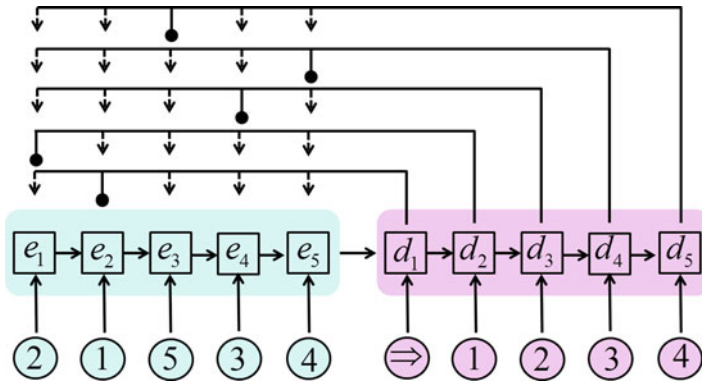 e₁ e₂ e₃ e₄ e₅ d₁ d₂ d₃ d₄ d₅
2 1 5 3 4 ⇒ 1 2 3 4